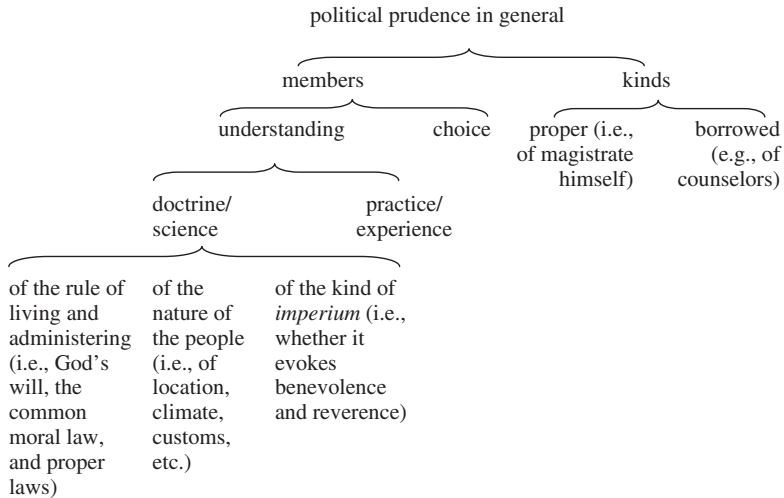 political prudence in general
members
kinds
understanding
choice
proper (i.e.,
of magistrate
himself)
borrowed
(e.g., of
counselors)
doctrine/
science
practice/
experience
of the rule of
living and
administering
(i.e., God's
will, the
common
moral law,
and proper
laws)
of the
nature of
the people
(i.e., of
location,
climate,
customs,
etc.)
of the kind of
imperium (i.e.,
whether it
evokes
benevolence
and reverence)